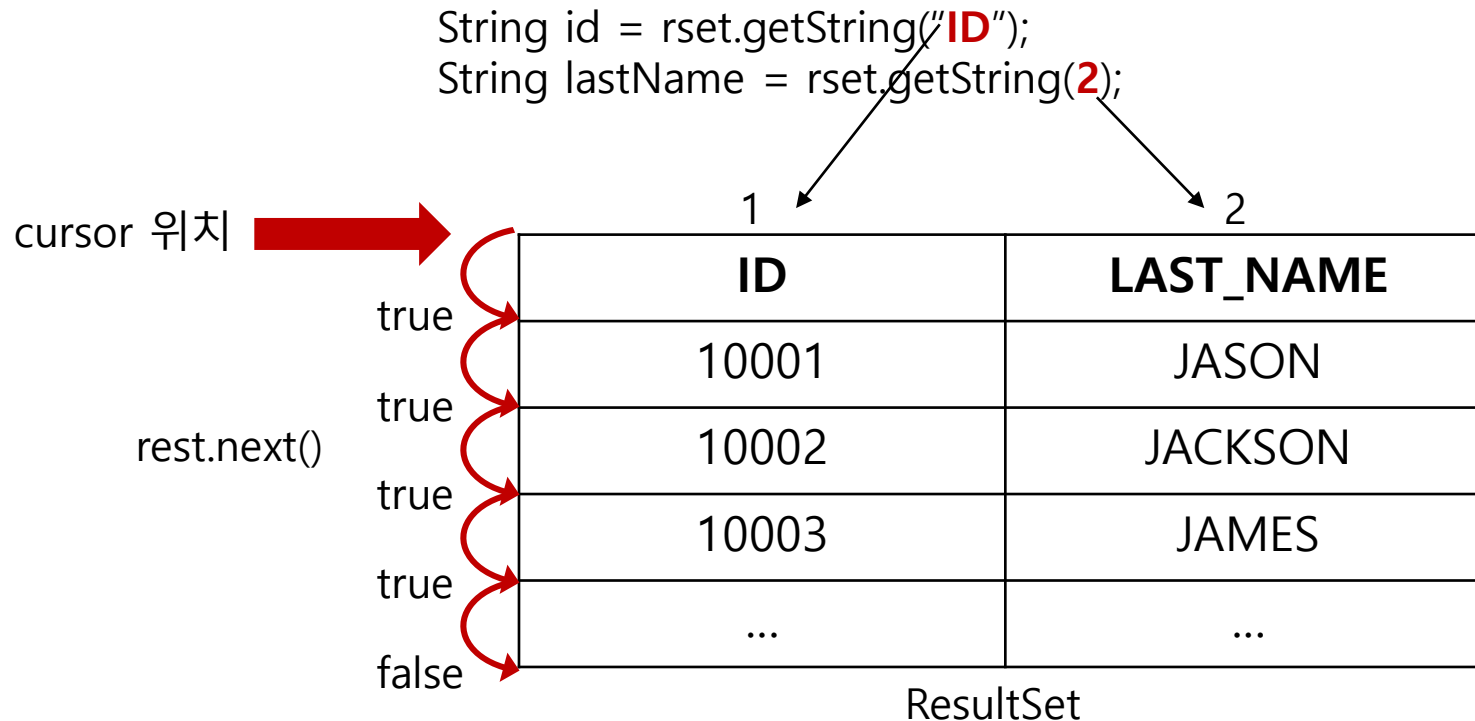 String id = rset.getString("ID");
String lastName = rset.getString(2);
1 2
cursor 위치
ID LAST_NAME
true
10001 JASON
true
rest.next()
10002 JACKSON
true
10003 JAMES
true
... ...
false
ResultSet